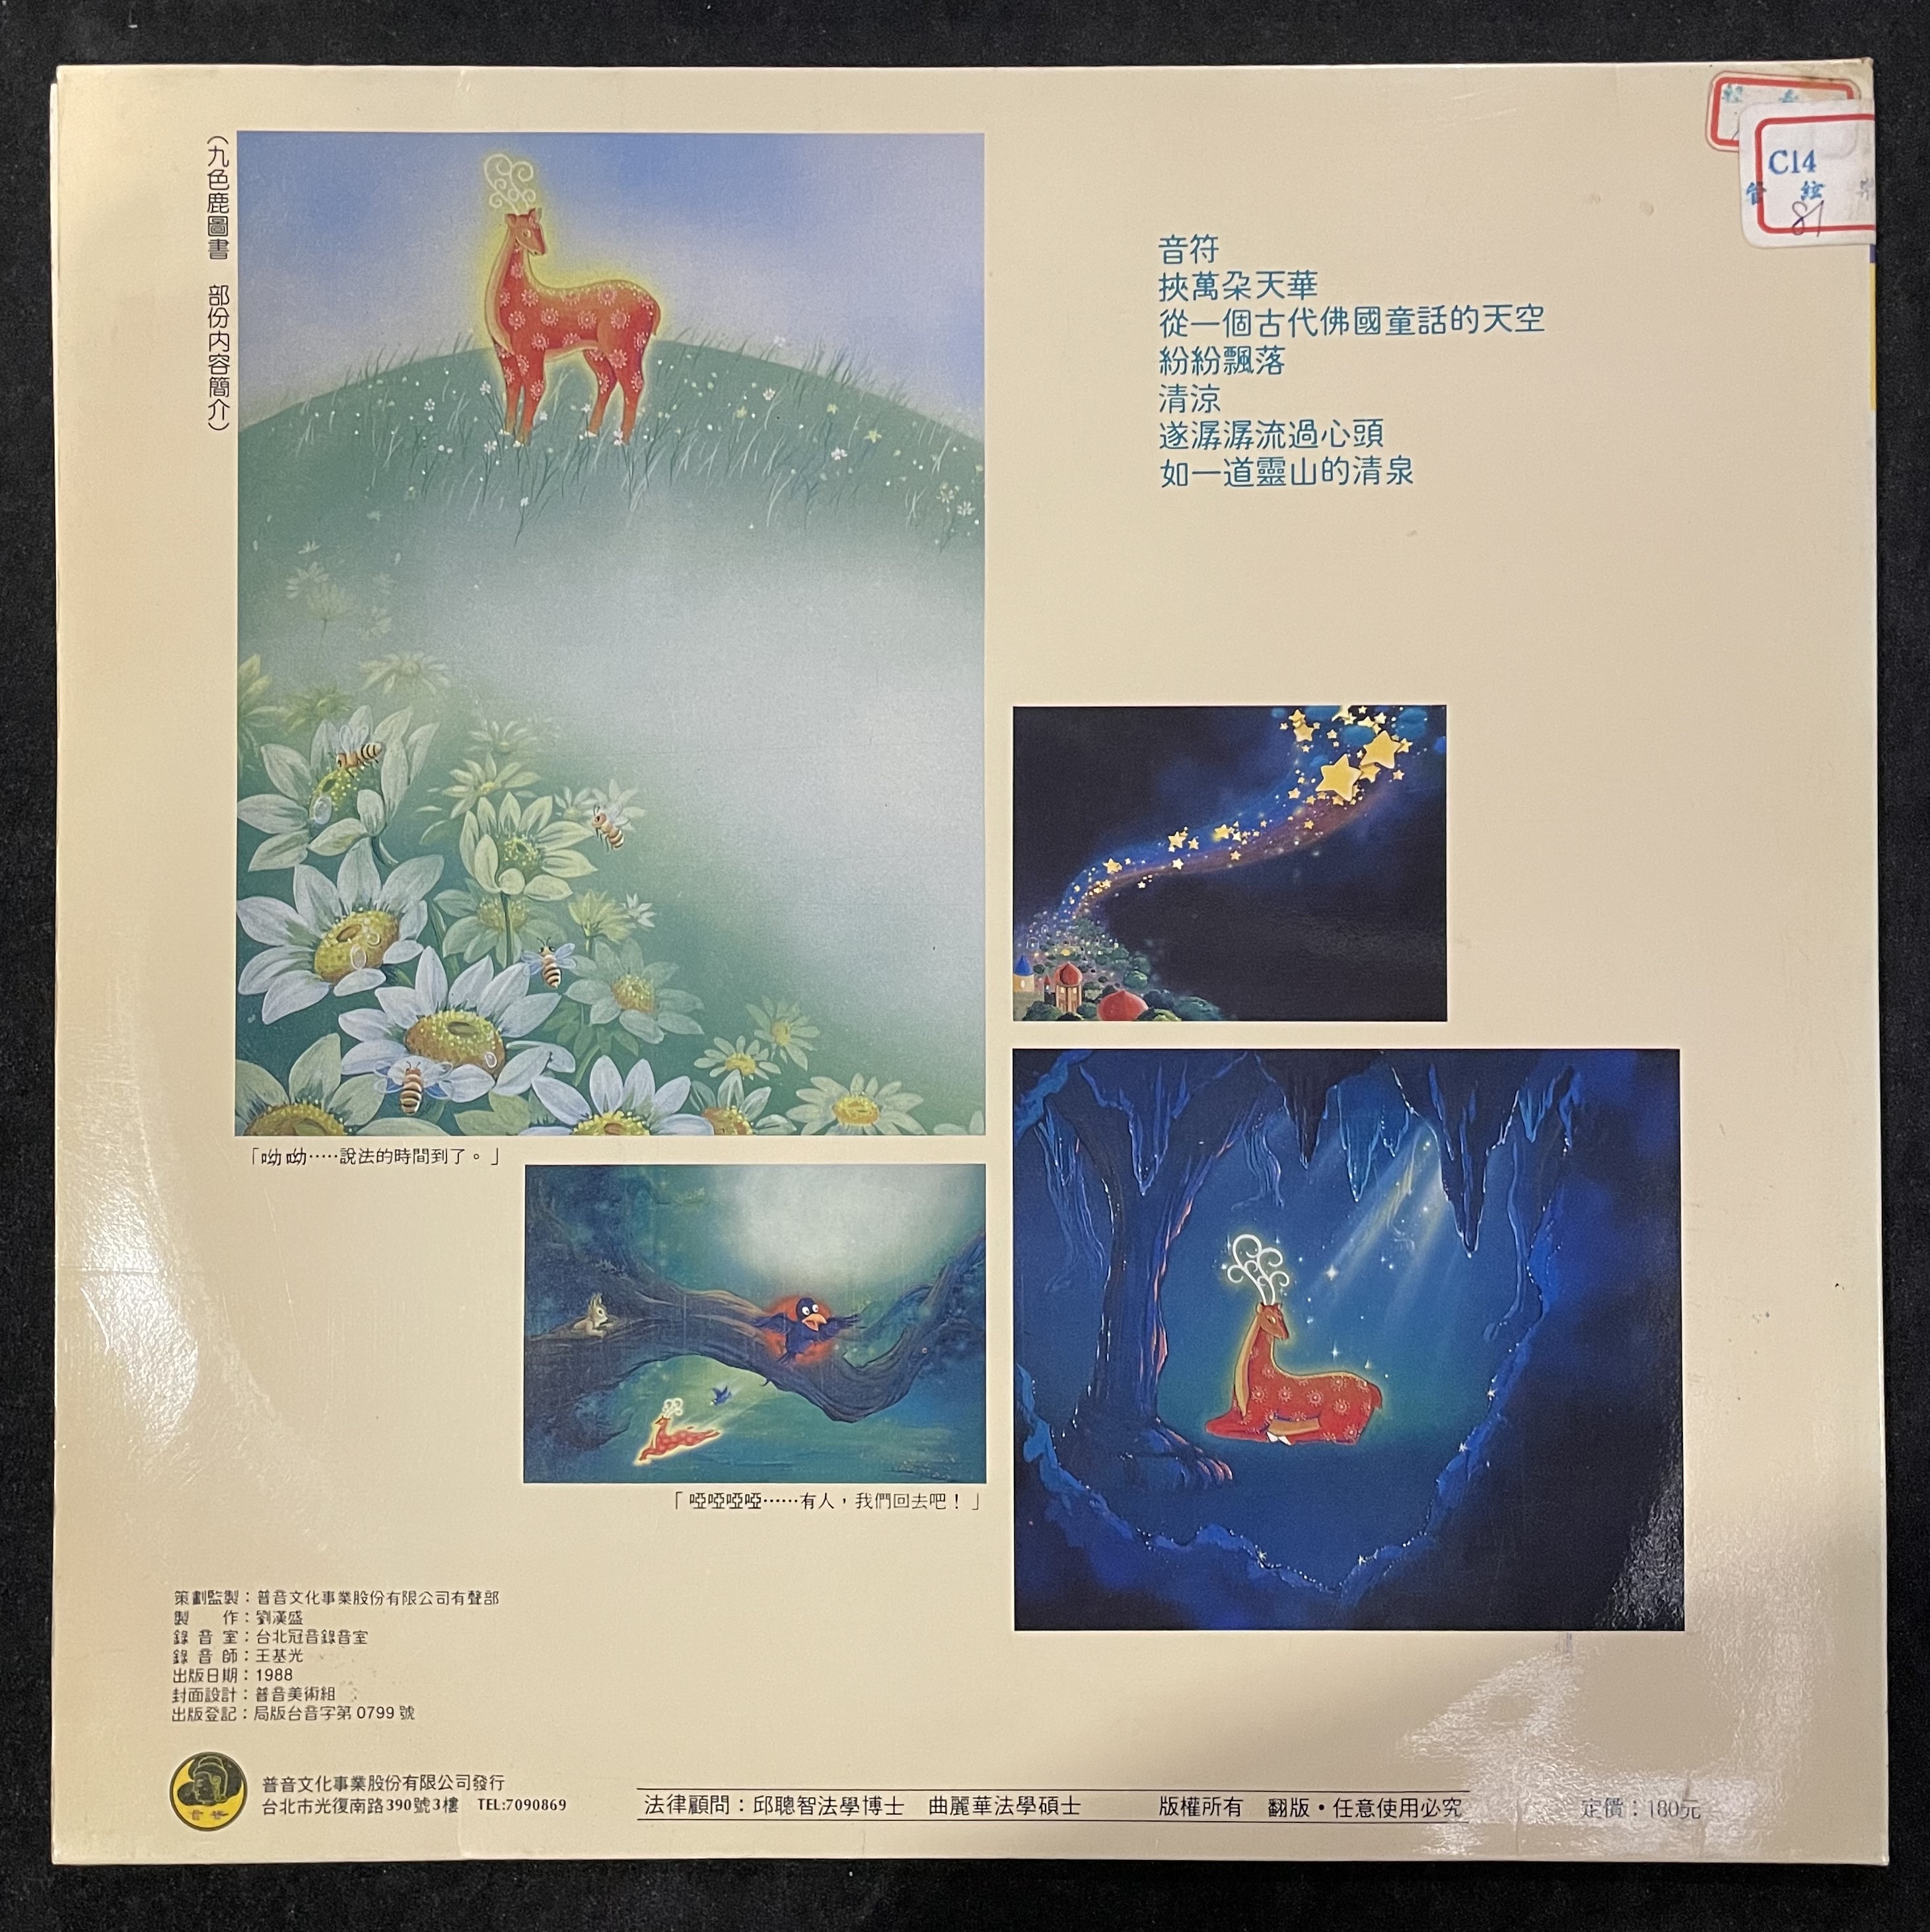 （九色鹿圖書　部份內容簡介）
C14
管 絃
81
音符
挾萬朵天華
從一個古代佛國童話的天空
紛紛飄落
清涼
遂潺潺流過心頭
如一道靈山的清泉
「呦呦……說法的時間到了。」
「啞啞啞啞……有人，我們回去吧！」
策劃監製：普音文化事業股份有限公司有聲部
製　　作：劉漢盛
錄 音 室：台北冠音錄音室
錄 音 師：王基光
出版日期：1988
封面設計：普音美術組
出版登記：局版台音字第0799號
普音文化事業股份有限公司發行
台北市光復南路390號3樓　TEL:7090869
法律顧問：邱聰智法學博士　曲麗華法學碩士　　版權所有　翻版・任意使用必究
定價：180元